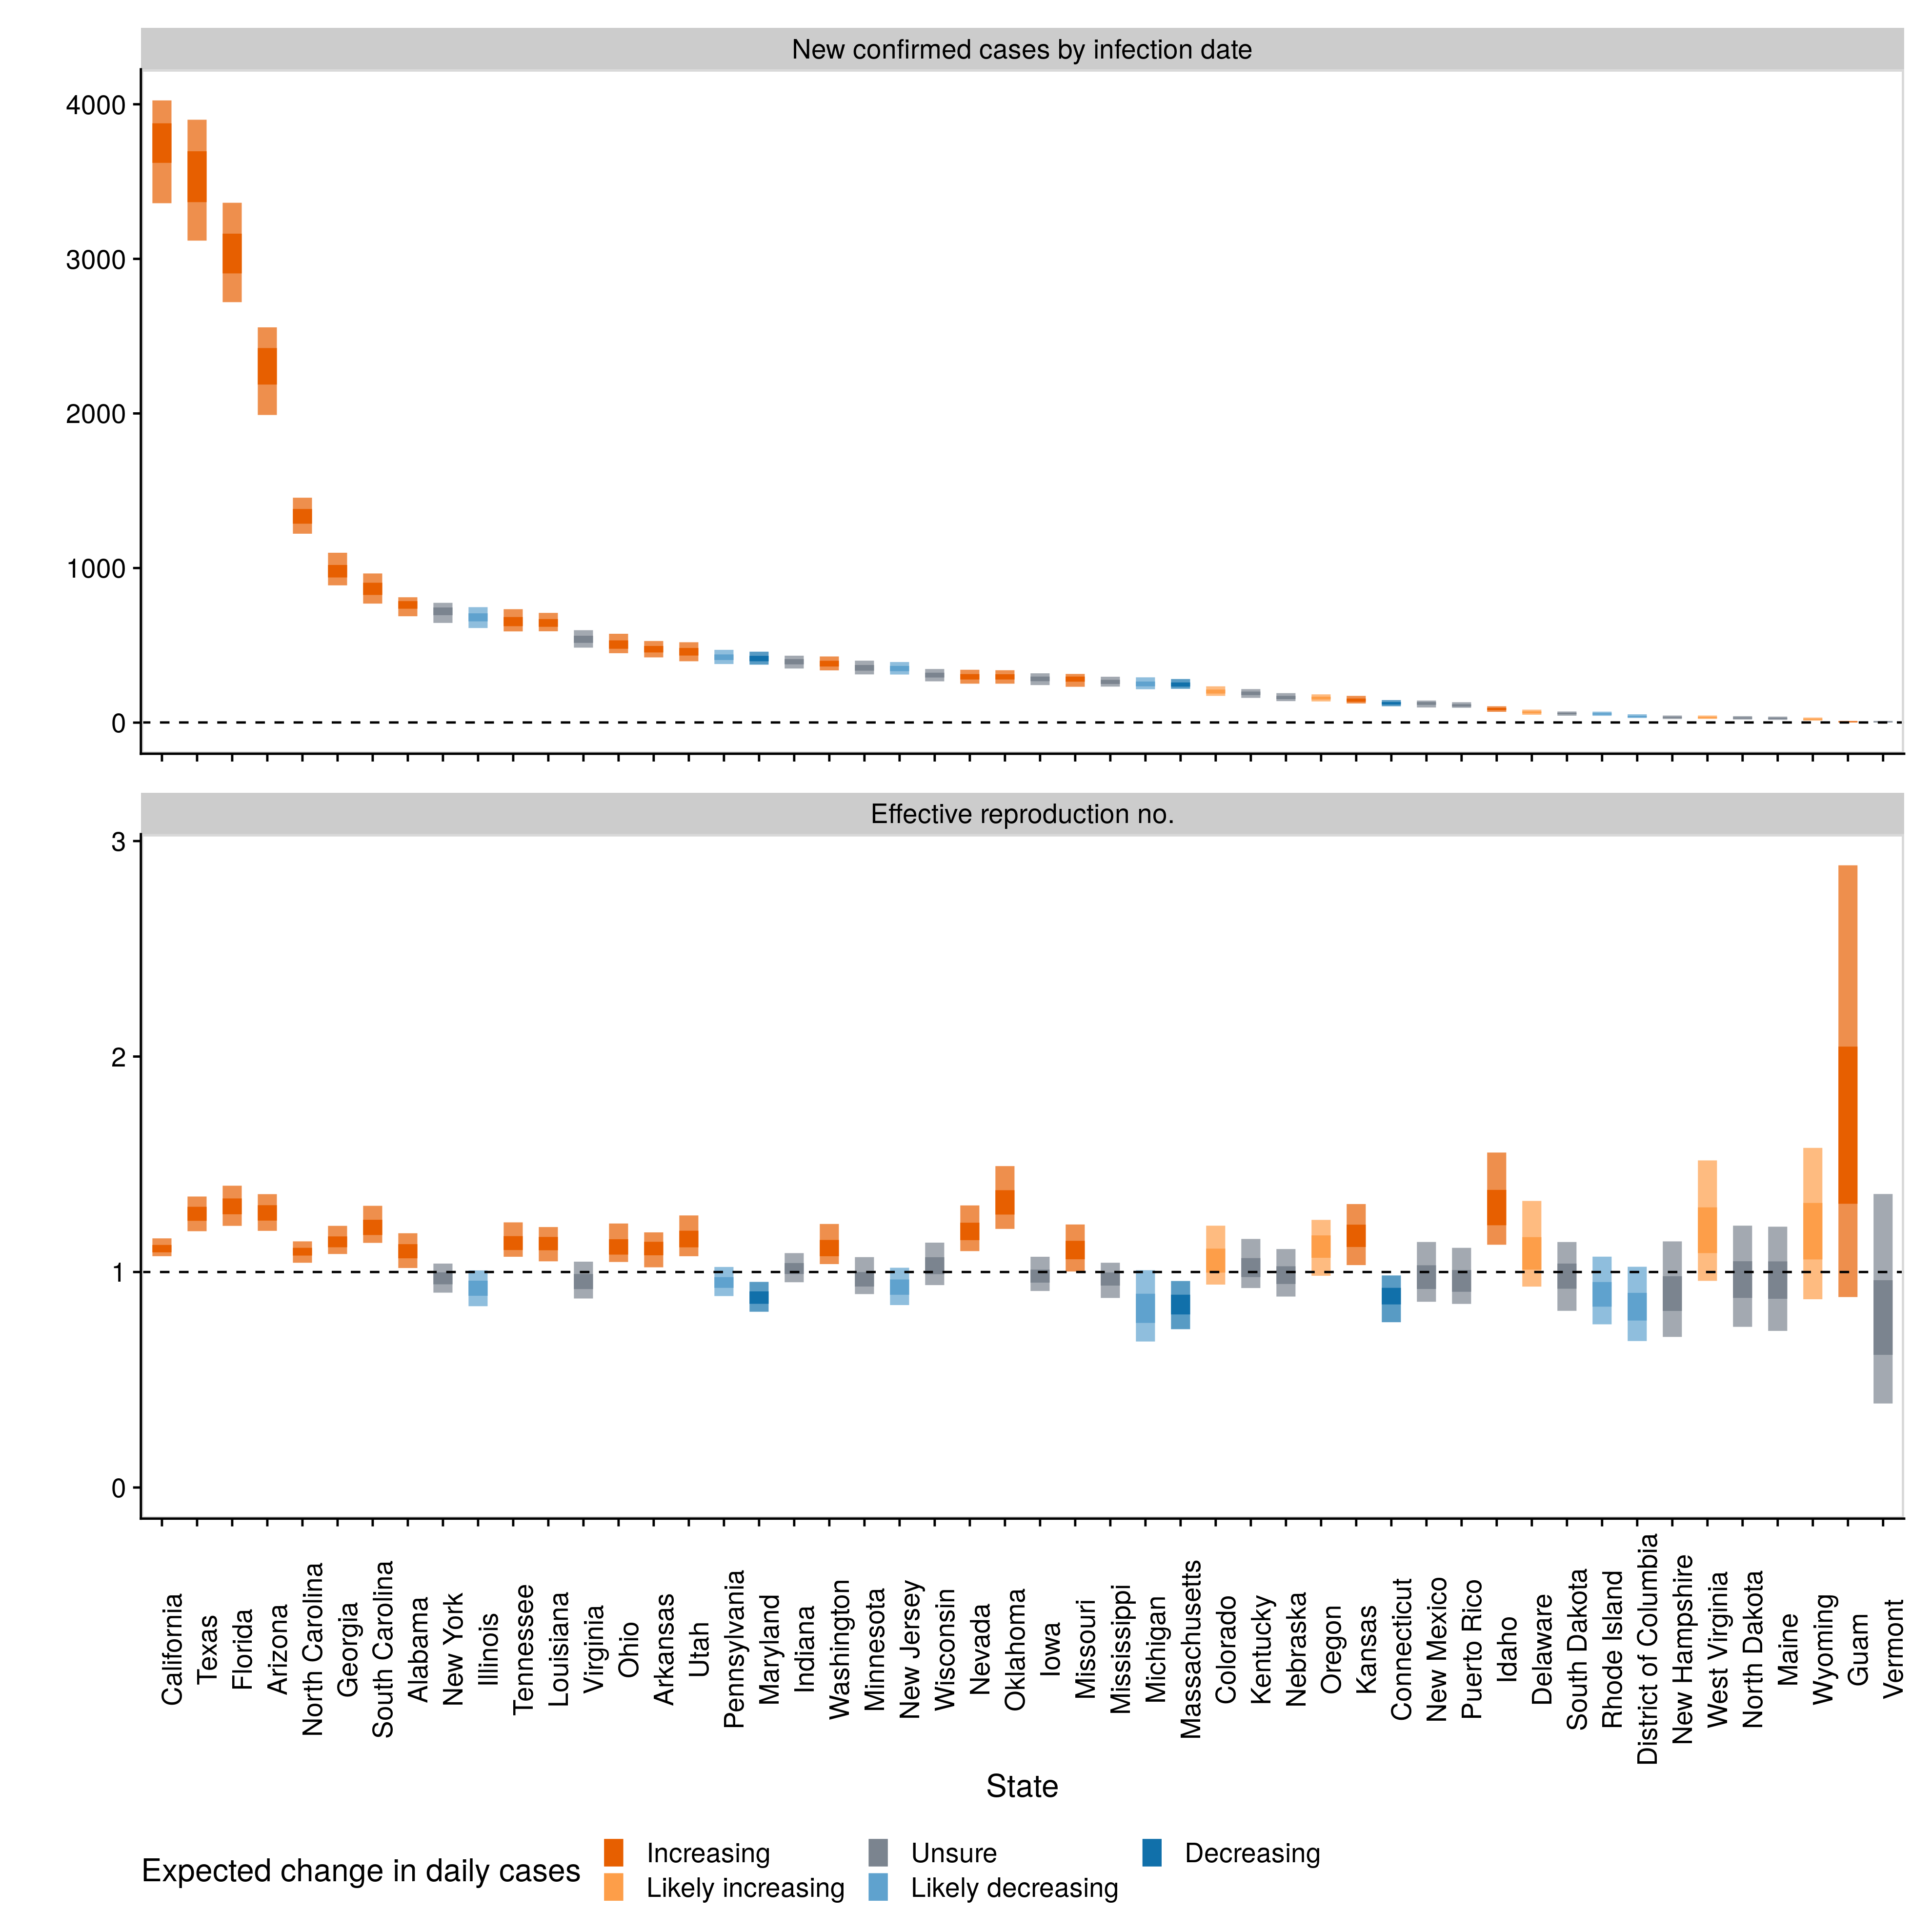 New confirmed cases by infection date
4000
3000
2000
1000
0
Effective reproduction no.
3
2
1
0
California
Texas
Florida
Arizona
North Carolina
Georgia
South Carolina
Alabama
New York
Illinois
Tennessee
Louisiana
Virginia
Ohio
Arkansas
Utah
Pennsylvania
Maryland
Indiana
Washington
Minnesota
New Jersey
Wisconsin
Nevada
Oklahoma
Iowa
Missouri
Mississippi
Michigan
Massachusetts
Colorado
Kentucky
Nebraska
Oregon
Kansas
Connecticut
New Mexico
Puerto Rico
Idaho
Delaware
South Dakota
Rhode Island
District of Columbia
New Hampshire
West Virginia
North Dakota
Maine
Wyoming
Guam
Vermont
State
Expected change in daily cases
Increasing
Likely increasing
Unsure
Likely decreasing
Decreasing